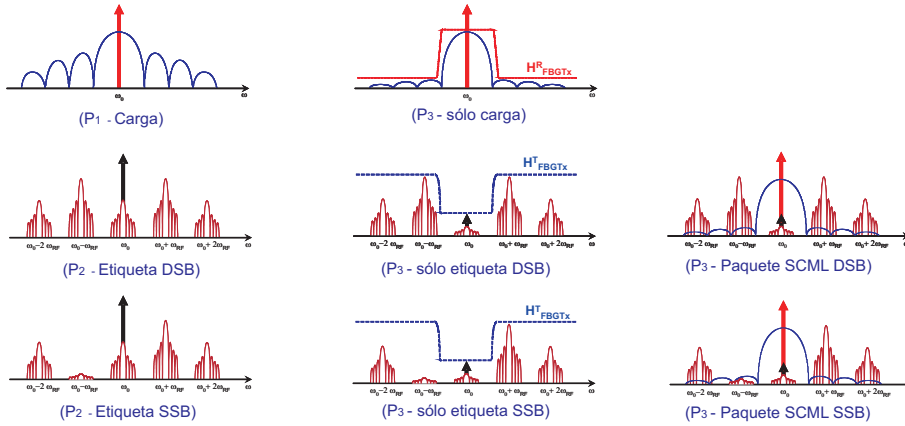 ω₀ ω
(P1 - Carga)
H^R_FBGTx
ω₀ ω
(P3 - sólo carga)
ω₀-2 ω_RF ω₀-ω_RF ω₀ ω₀+ ω_RF ω₀+ 2ω_RF ω
(P2 - Etiqueta DSB)
H^T_FBGTx
ω₀-2 ω_RF ω₀-ω_RF ω₀ ω₀+ ω_RF ω₀+ 2ω_RF ω
(P3 - sólo etiqueta DSB)
ω₀-2 ω_RF ω₀-ω_RF ω₀ ω₀+ ω_RF ω₀+ 2ω_RF ω
(P3 - Paquete SCML DSB)
ω₀-2 ω_RF ω₀-ω_RF ω₀ ω₀+ ω_RF ω₀+ 2ω_RF ω
(P2 - Etiqueta SSB)
H^T_FBGTx
ω₀-2 ω_RF ω₀-ω_RF ω₀ ω₀+ ω_RF ω₀+ 2ω_RF ω
(P3 - sólo etiqueta SSB)
ω₀-2 ω_RF ω₀-ω_RF ω₀ ω₀+ ω_RF ω₀+ 2ω_RF ω
(P3 - Paquete SCML SSB)